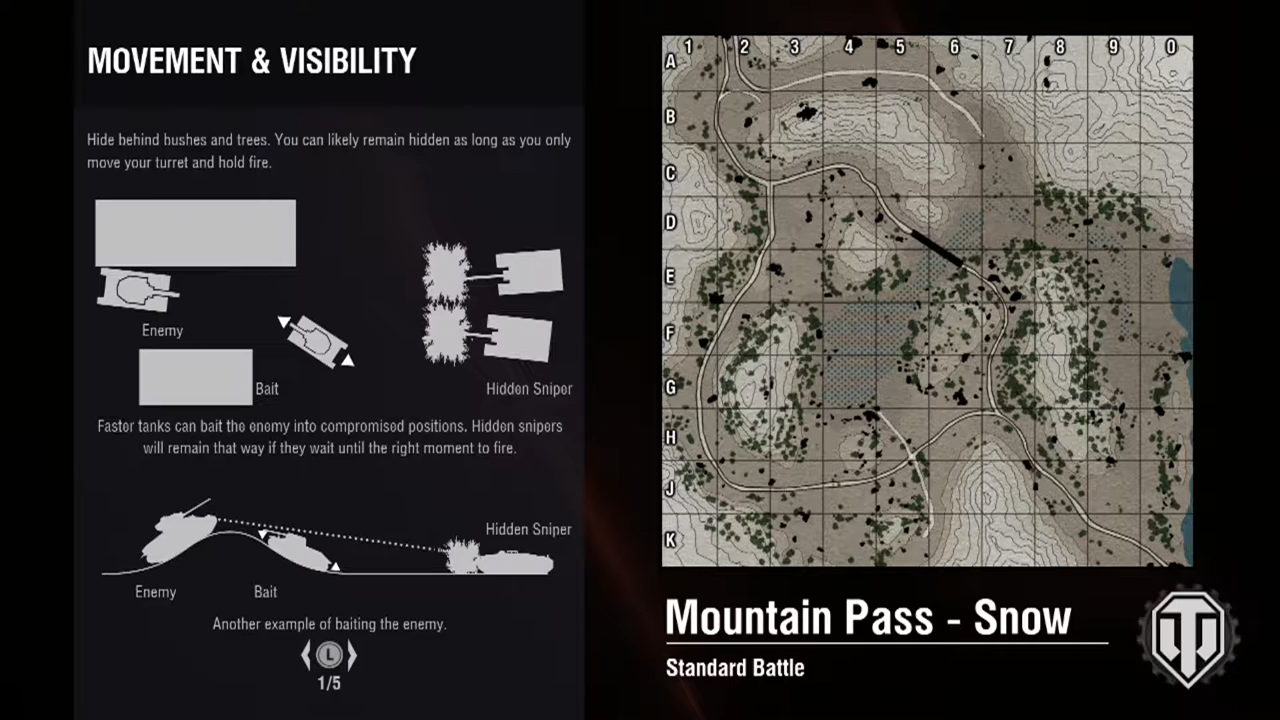 MOVEMENT & VISIBILITY
Hide behind bushes and trees. You can likely remain hidden as long as you only
move your turret and hold fire.
Enemy
Bait
Hidden Sniper
Faster tanks can bait the enemy into compromised positions. Hidden snipers
will remain that way if they wait until the right moment to fire.
Hidden Sniper
Enemy
Bait
Another example of baiting the enemy.
L
1/5
1 2 3 4 5 6 7 8 9 0
A
B
C
D
E
F
G
H
J
K
Mountain Pass - Snow
Standard Battle